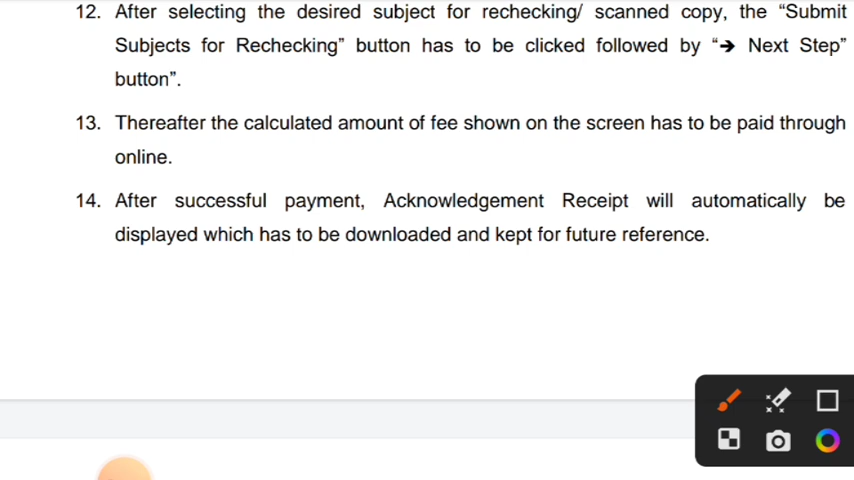 12. After selecting the desired subject for rechecking/ scanned copy, the “Submit
Subjects for Rechecking” button has to be clicked followed by “➔ Next Step”
button”.
13. Thereafter the calculated amount of fee shown on the screen has to be paid through
online.
14. After successful payment, Acknowledgement Receipt will automatically be
displayed which has to be downloaded and kept for future reference.